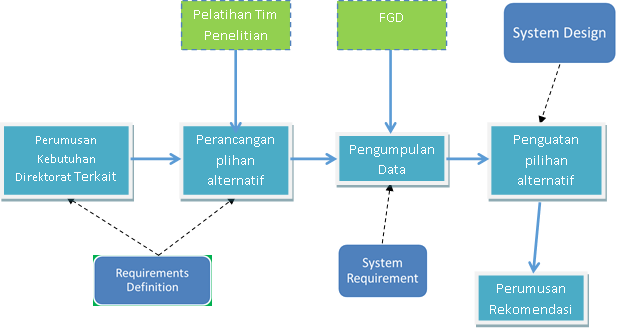 Pelatihan Tim
Penelitian
FGD
System Design
Perumusan
Kebutuhan
Direktorat Terkait
Perancangan
plihan
alternatif
Pengumpulan
Data
Penguatan
pilihan
alternatif
Requirements
Definition
System
Requirement
Perumusan
Rekomendasi